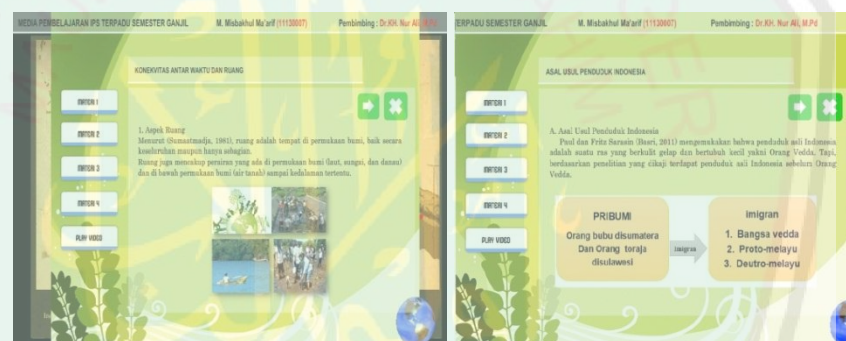 MEDIA PEMBELAJARAN IPS TERPADU SEMESTER GANJIL M. Misbakhul Ma'arif (11130007) Pembimbing : Dr.KH. Nur Ali, M.Pd
KONEKVITAS ANTAR WAKTU DAN RUANG
MATERI 1
MATERI 2
MATERI 3
MATERI 4
PLAY VIDEO
1. Aspek Ruang
Menurut (Sumaatmadja, 1981), ruang adalah tempat di permukaan bumi, baik secara
keseluruhan maupun hanya sebagian.
Ruang juga mencakup perairan yang ada di permukaan bumi (laut, sungai, dan danau)
dan di bawah permukaan bumi (air tanah) sampai kedalaman tertentu.
TERPADU SEMESTER GANJIL M. Misbakhul Ma'arif (11130007) Pembimbing : Dr.KH. Nur Ali, M.Pd
ASAL USUL PENDUDUK INDONESIA
MATERI 1
MATERI 2
MATERI 3
MATERI 4
PLAY VIDEO
A. Asal Usul Penduduk Indonesia
Paul dan Fritz Sarasin (Basri, 2011) mengemukakan bahwa penduduk asli Indonesia
adalah suatu ras yang berkulit gelap dan bertubuh kecil yakni Orang Vedda. Tapi,
berdasarkan penelitian yang dikaji terdapat penduduk asli Indonesia sebelum Orang
Vedda.
PRIBUMI
Orang bubu disumatera
Dan Orang toraja
disulawesi
imigran
Imigran
1. Bangsa vedda
2. Proto-melayu
3. Deutro-melayu